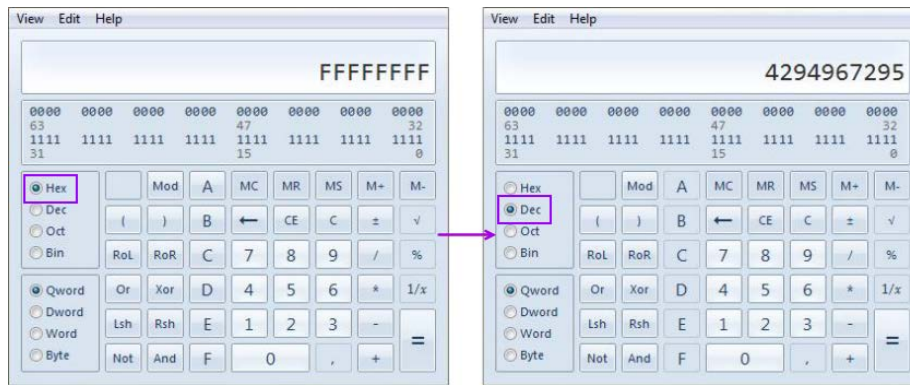 View Edit Help
FFFFFFFF
0000 0000 0000 0000 0000 0000 0000 0000
63 47 32
1111 1111 1111 1111 1111 1111 1111 1111
31 15 0
Hex
Dec
Oct
Bin
Qword
Dword
Word
Byte
Mod A MC MR MS M+ M-
( ) B ← CE C ± √
RoL RoR C 7 8 9 / %
Or Xor D 4 5 6 * 1/x
Lsh Rsh E 1 2 3 - =
Not And F 0 , +
View Edit Help
4294967295
0000 0000 0000 0000 0000 0000 0000 0000
63 47 32
1111 1111 1111 1111 1111 1111 1111 1111
31 15 0
Hex
Dec
Oct
Bin
Qword
Dword
Word
Byte
Mod A MC MR MS M+ M-
( ) B ← CE C ± √
RoL RoR C 7 8 9 / %
Or Xor D 4 5 6 * 1/x
Lsh Rsh E 1 2 3 - =
Not And F 0 , +